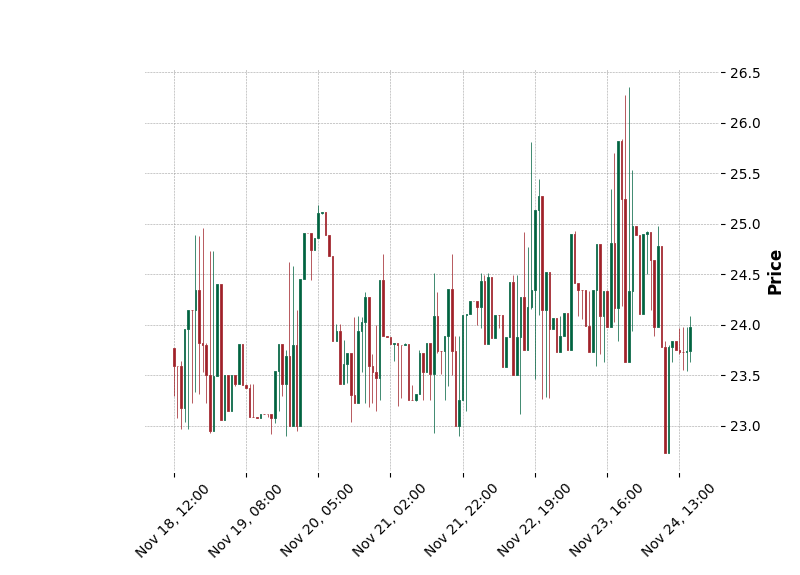 26.5
26.0
25.5
25.0
24.5
24.0
23.5
23.0
Price
Nov 18, 12:00
Nov 19, 08:00
Nov 20, 05:00
Nov 21, 02:00
Nov 21, 22:00
Nov 22, 19:00
Nov 23, 16:00
Nov 24, 13:00